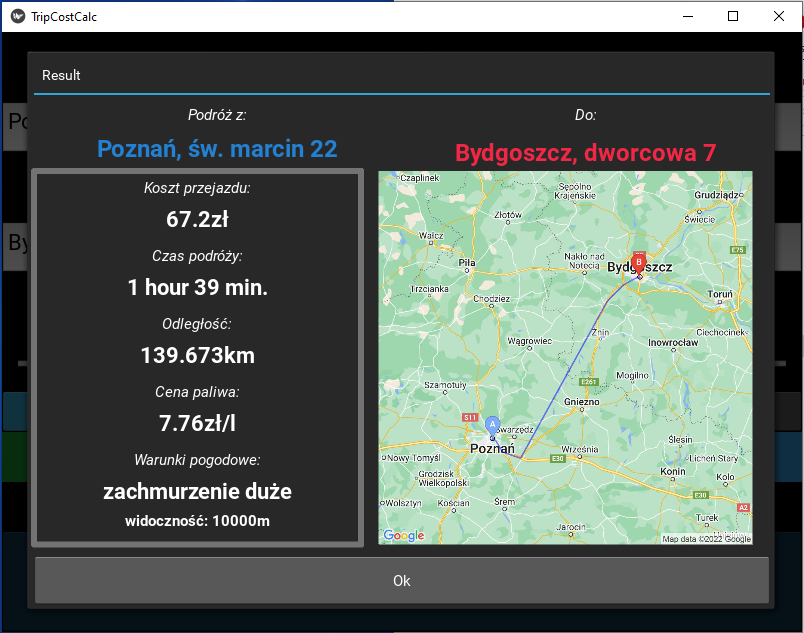 TripCostCalc
Result
Podróż z:
Poznań, św. marcin 22
Do:
Bydgoszcz, dworcowa 7
Koszt przejazdu:
67.2zł
Czas podróży:
1 hour 39 min.
Odległość:
139.673km
Cena paliwa:
7.76zł/l
Warunki pogodowe:
zachmurzenie duże
widoczność: 10000m
Czaplinek
Sępólno
Krajeńskie
Grudziądz
Złotów
Świecie
Wałcz
E75
Piła
Nakło nad
Notecią
B
Bydgoszcz
Trzcianka
Chodzież
Toruń
Żnin
Ciechocinek
Wągrowiec
Inowrocław
Mogilno
E261
Szamotuły
Gniezno
S11
A
Swarzędz
Poznań
Września
Ślesin
Nowy Tomyśl
E30
Licheń Stary
Grodzisk
Wielkopolski
Konin
Koło
Wolsztyn
Kościan
Śrem
E30
A2
Turek
Jarocin
Google
Map data ©2022 Google
Ok
Po
By